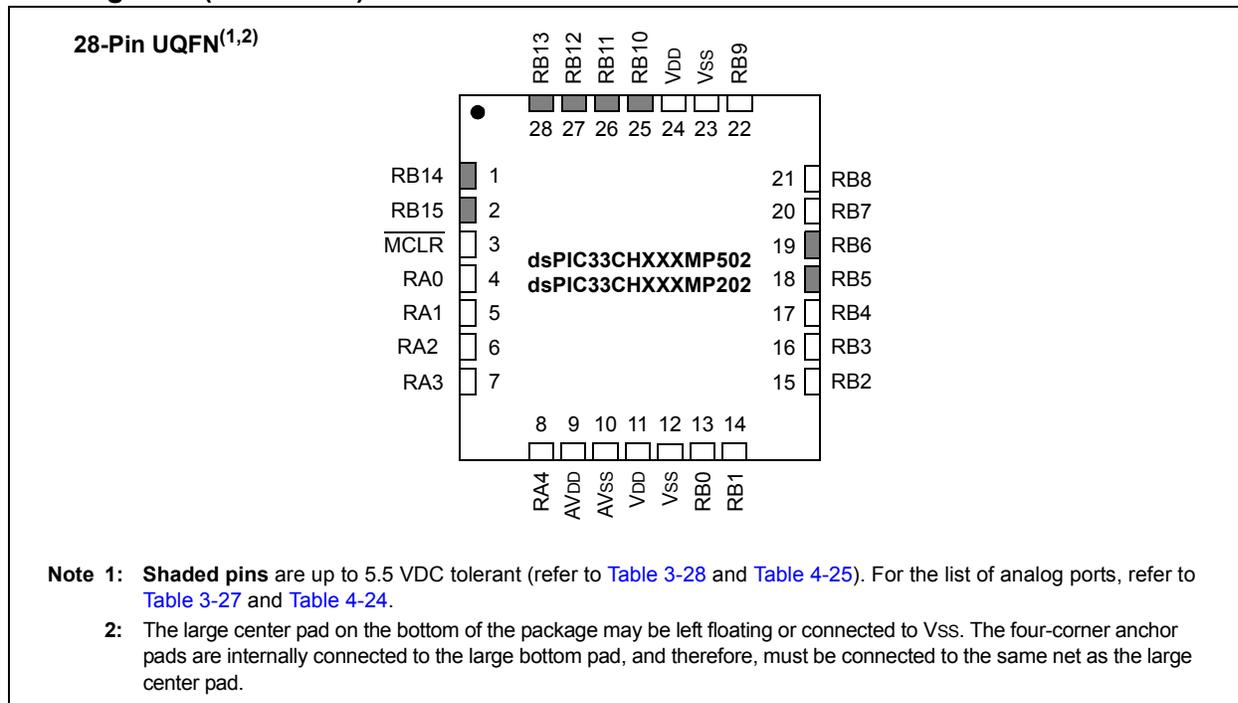 28-Pin UQFN(1,2)
RB13
RB12
RB11
RB10
VDD
VSS
RB9
28 27 26 25 24 23 22
RB14 1
RB15 2
MCLR 3
RA0 4
RA1 5
RA2 6
RA3 7
dsPIC33CHXXXMP502
dsPIC33CHXXXMP202
21 RB8
20 RB7
19 RB6
18 RB5
17 RB4
16 RB3
15 RB2
8 9 10 11 12 13 14
RA4
AVDD
AVSS
VDD
VSS
RB0
RB1
Note 1: Shaded pins are up to 5.5 VDC tolerant (refer to Table 3-28 and Table 4-25). For the list of analog ports, refer to
Table 3-27 and Table 4-24.
2: The large center pad on the bottom of the package may be left floating or connected to VSS. The four-corner anchor
pads are internally connected to the large bottom pad, and therefore, must be connected to the same net as the large
center pad.